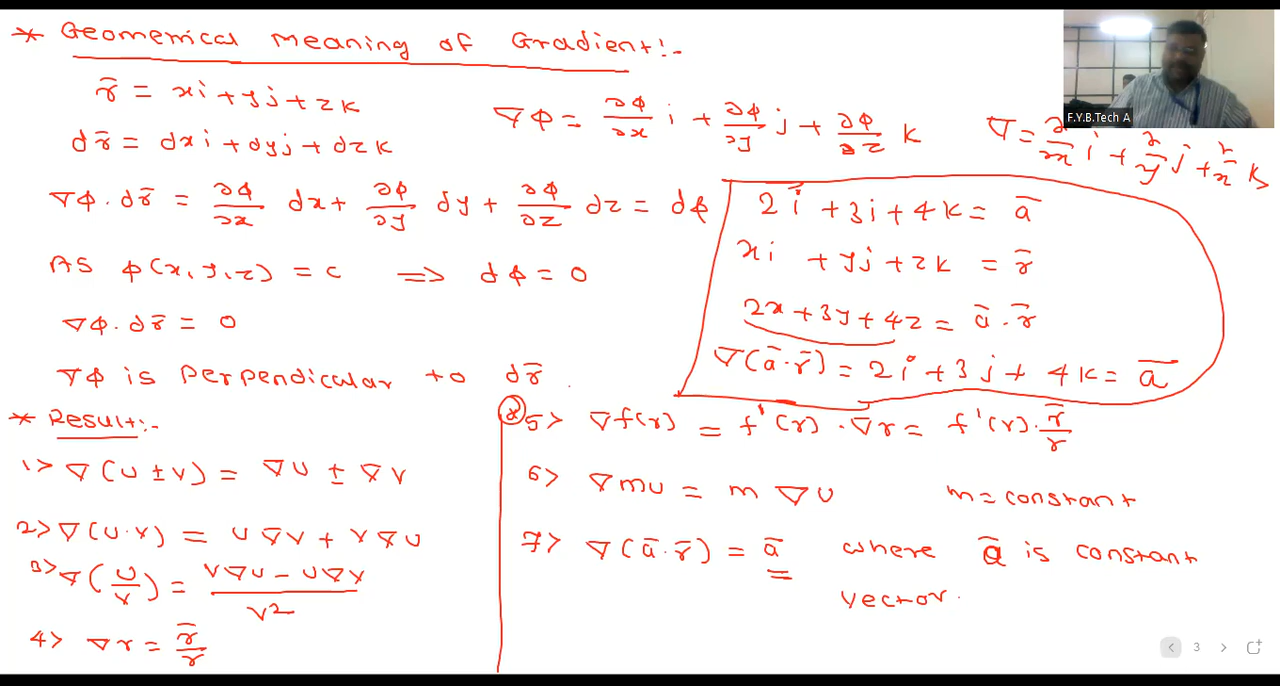 * Geomerical Meaning of Gradient:-
r̄ = xi+yj+zk
dr̄ = dxi+dyj+dzk
∇φ = ∂φ/∂x i + ∂φ/∂y j + ∂φ/∂z k
∇ = ∂/∂x i + ∂/∂y j + ∂/∂x k
F.Y.B.Tech A
∇φ.dr̄ = ∂φ/∂x dx + ∂φ/∂y dy + ∂φ/∂z dz = dφ
As φ(x,y,z) = c => dφ = 0
∇φ.dr̄ = 0
∇φ is Perpendicular to dr̄.
2i +3i+4k = ā
xi +yj+zk = r̄
2x+3y+4z = ā.r̄
∇(ā.r̄) = 2i+3j+4k = ā
* Result:-
1> ∇(u±v) = ∇u ± ∇v
2> ∇(u.v) = u∇v + v∇u
3> ∇(u/v) = (v∇u - u∇v)/v2
4> ∇r = r̄/r
* 5> ∇f(r) = f'(r).∇r = f'(r).r̄/r
6> ∇mu = m ∇u m = constant
7> ∇(ā.r̄) = ā where ā is constant
vector.
3